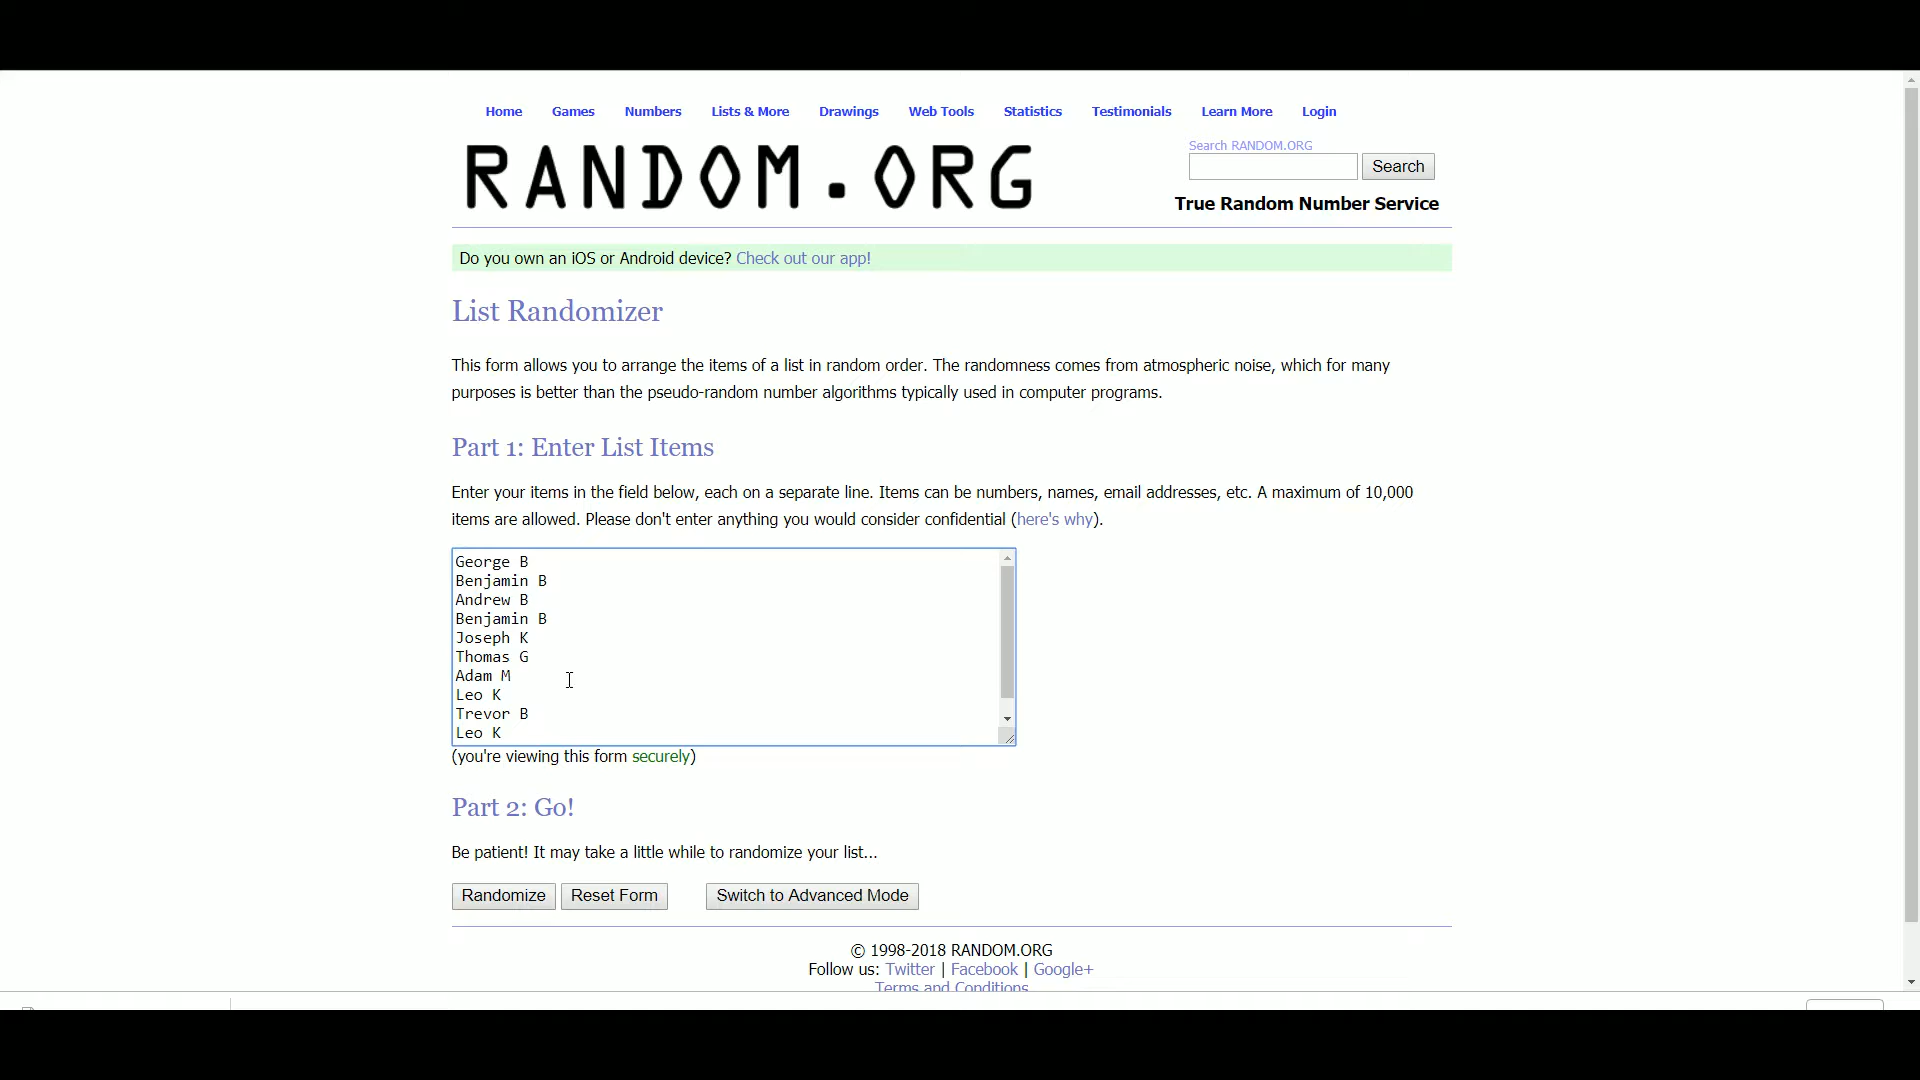 Home Games Numbers Lists & More Drawings Web Tools Statistics Testimonials Learn More Login
RANDOM.ORG
Search RANDOM.ORG
Search
True Random Number Service
Do you own an iOS or Android device? Check out our app!
List Randomizer
This form allows you to arrange the items of a list in random order. The randomness comes from atmospheric noise, which for many
purposes is better than the pseudo-random number algorithms typically used in computer programs.
Part 1: Enter List Items
Enter your items in the field below, each on a separate line. Items can be numbers, names, email addresses, etc. A maximum of 10,000
items are allowed. Please don't enter anything you would consider confidential (here's why).
George B
Benjamin B
Andrew B
Benjamin B
Joseph K
Thomas G
Adam M
Leo K
Trevor B
Leo K
(you're viewing this form securely)
Part 2: Go!
Be patient! It may take a little while to randomize your list...
Randomize Reset Form Switch to Advanced Mode
© 1998-2018 RANDOM.ORG
Follow us: Twitter | Facebook | Google+
Terms and Conditions